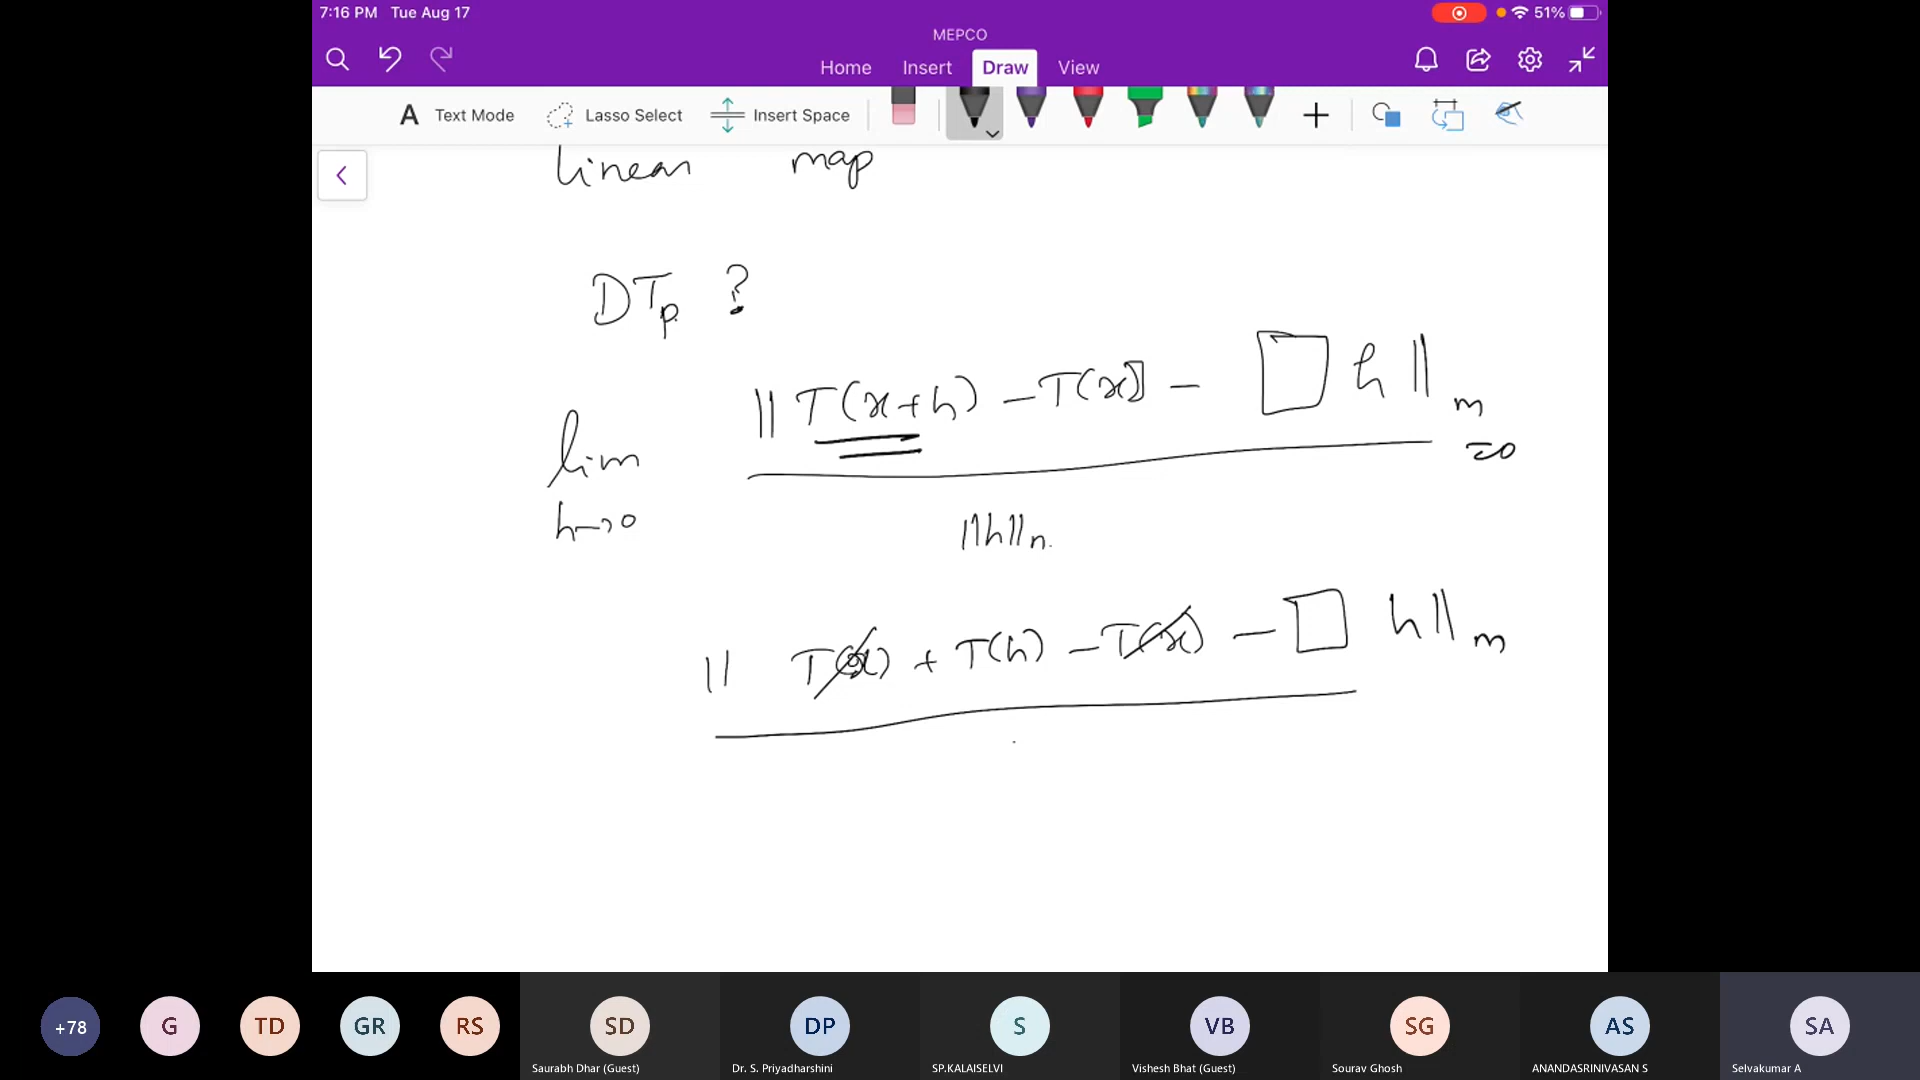 7:16 PM Tue Aug 17
51%
MEPCO
Home Insert Draw View
A Text Mode Lasso Select Insert Space
linear map
DTp ?
lim h→0 || T(x+h) - T(x) - □ h ||m = 0
||h||n.
|| T(x) + T(h) - T(x) - □ h ||m
+78 G TD GR RS SD DP S VB SG AS SA
Saurabh Dhar (Guest) Dr. S. Priyadharshini SP.KALAISELVI Vishesh Bhat (Guest) Sourav Ghosh ANANDASRINIVASAN S Selvakumar A